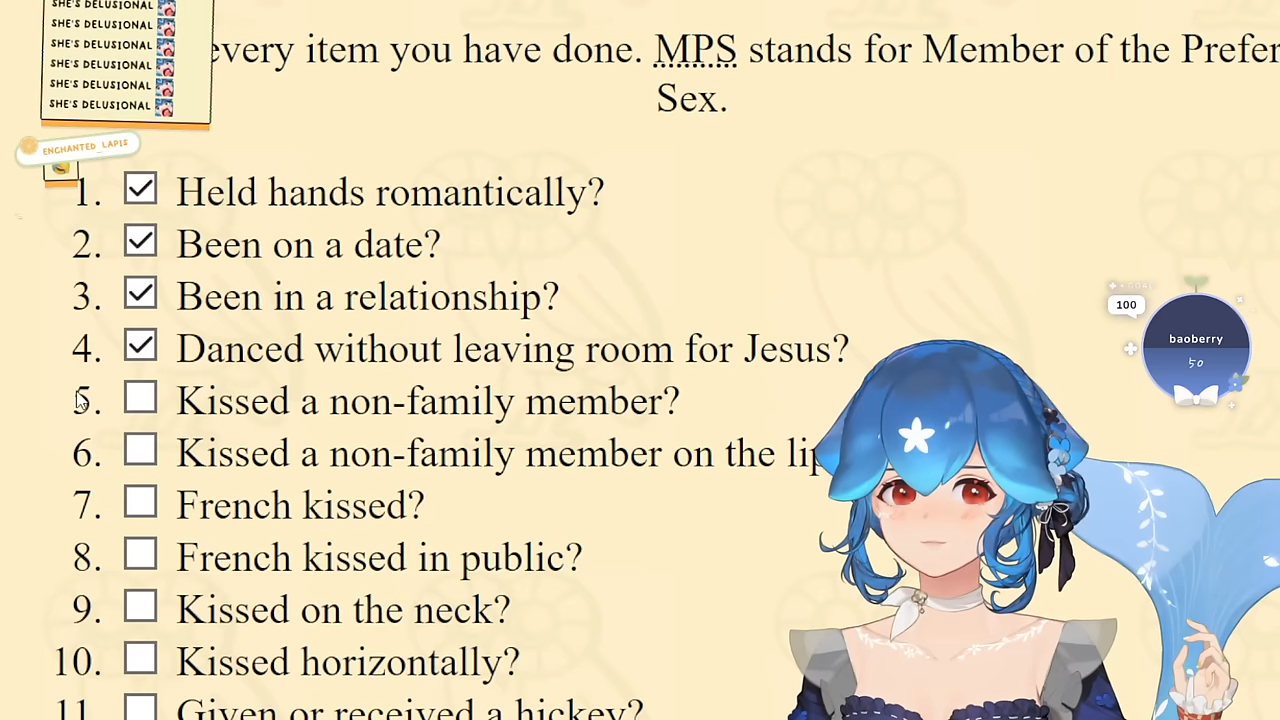 SHE'S DELUSIONAL
SHE'S DELUSIONAL
SHE'S DELUSIONAL
SHE'S DELUSIONAL
SHE'S DELUSIONAL
SHE'S DELUSIONAL
every item you have done. MPS stands for Member of the Prefer
Sex.
ENCHANTED_LAPIS
1. Held hands romantically?
2. Been on a date?
3. Been in a relationship?
4. Danced without leaving room for Jesus?
5. Kissed a non-family member?
6. Kissed a non-family member on the lip
7. French kissed?
8. French kissed in public?
9. Kissed on the neck?
10. Kissed horizontally?
11. Given or received a hickey?
100
baoberry
50